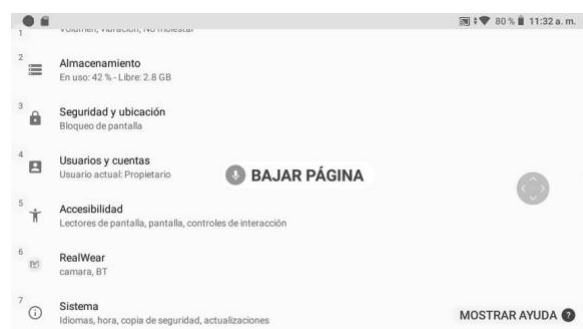 80 % 11:32 a. m.
1
Volumen, vibración, No molestar
2
Almacenamiento
En uso: 42 % - Libre: 2.8 GB
3
Seguridad y ubicación
Bloqueo de pantalla
4
Usuarios y cuentas
Usuario actual: Propietario
BAJAR PÁGINA
5
Accesibilidad
Lectores de pantalla, pantalla, controles de interacción
6
RealWear
camara, BT
7
Sistema
Idiomas, hora, copia de seguridad, actualizaciones
MOSTRAR AYUDA ?